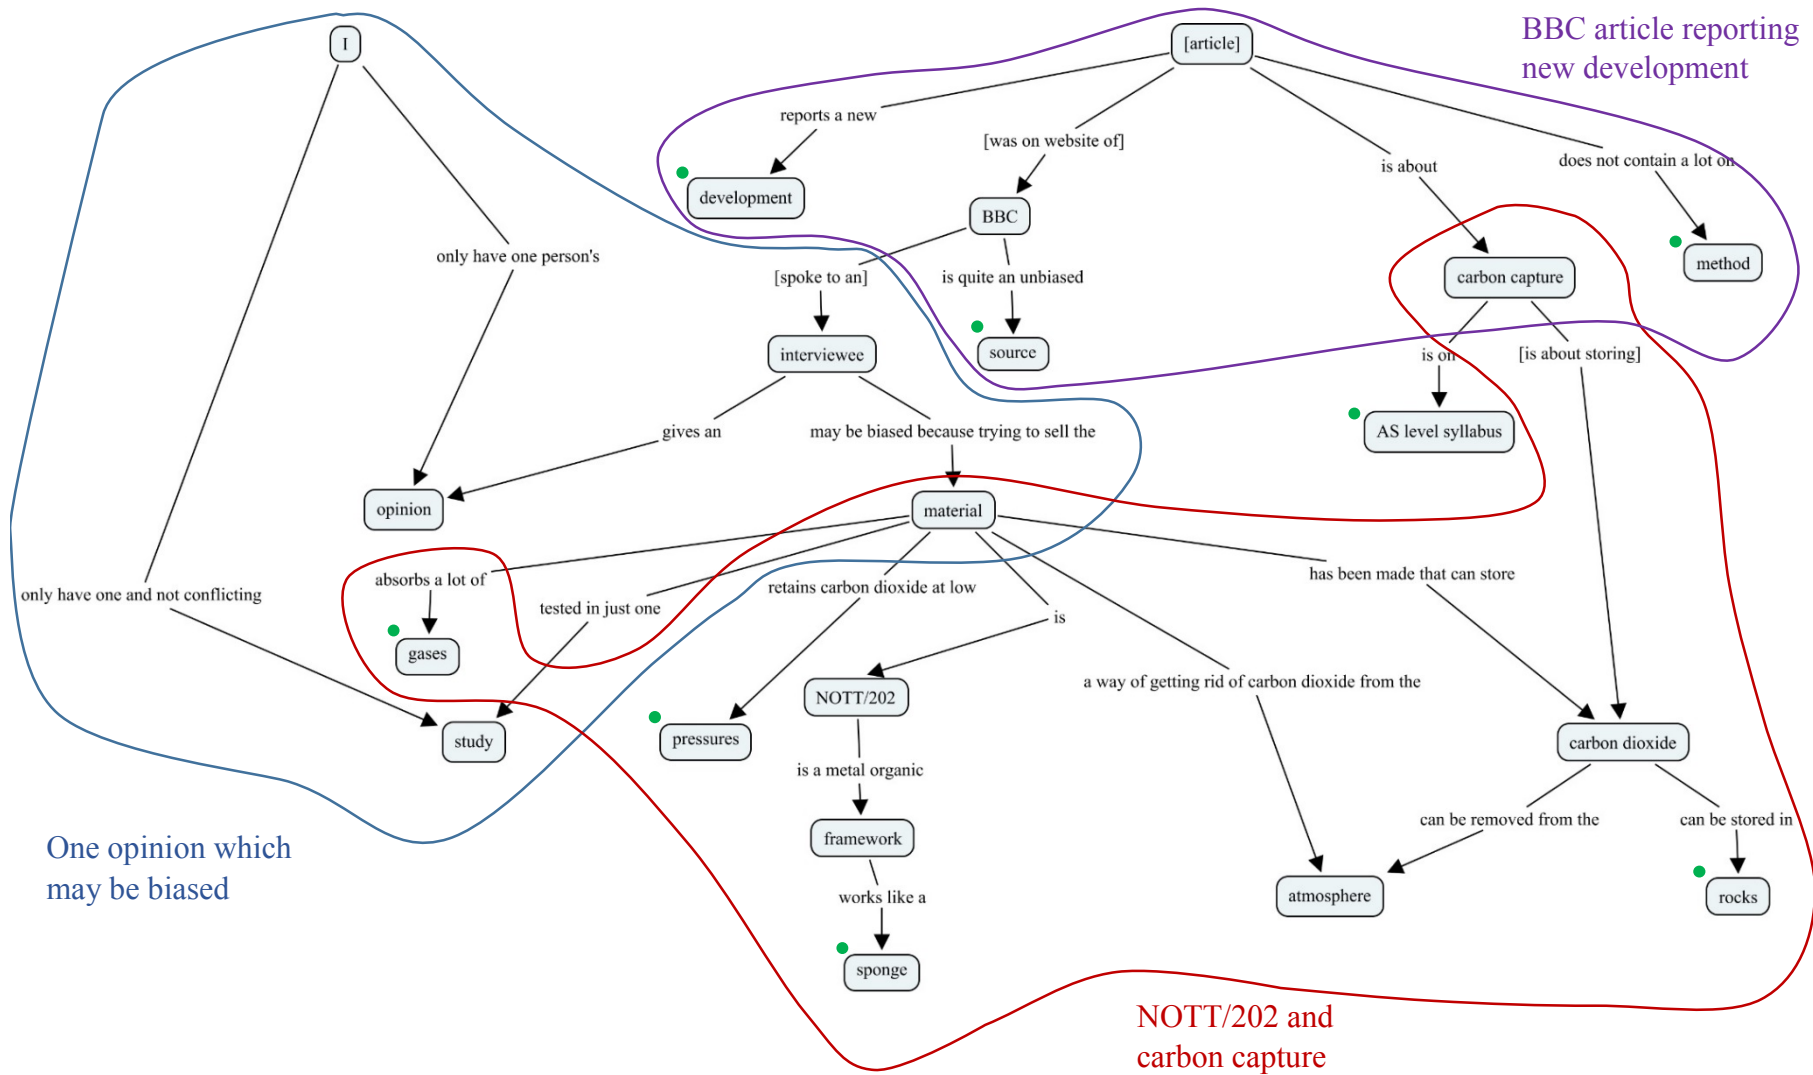 I
[article]
BBC article reporting
new development
reports a new
[was on website of]
is about
does not contain a lot on
development
BBC
method
only have one person's
[spoke to an]
is quite an unbiased
carbon capture
interviewee
source
is on
[is about storing]
gives an
may be biased because trying to sell the
AS level syllabus
opinion
material
absorbs a lot of
only have one and not conflicting
tested in just one
retains carbon dioxide at low
is
has been made that can store
gases
NOTT/202
a way of getting rid of carbon dioxide from the
study
pressures
carbon dioxide
is a metal organic
framework
can be removed from the
can be stored in
One opinion which
may be biased
works like a
atmosphere
rocks
sponge
NOTT/202 and
carbon capture